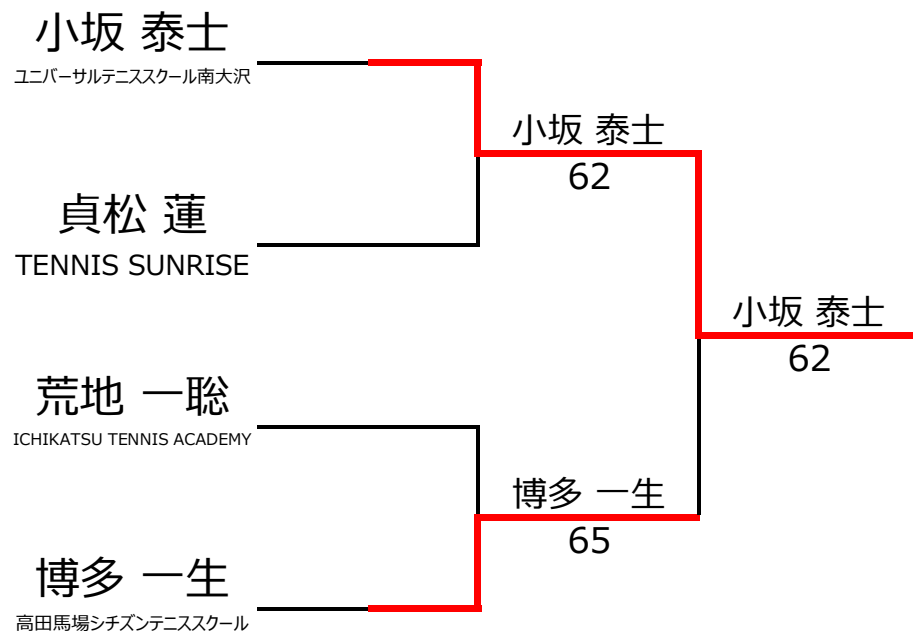 小坂 泰士
ユニバーサルテニススクール南大沢
小坂 泰士
62
貞松 蓮
TENNIS SUNRISE
小坂 泰士
62
荒地 一聡
ICHIKATSU TENNIS ACADEMY
博多 一生
65
博多 一生
高田馬場シチズンテニススクール